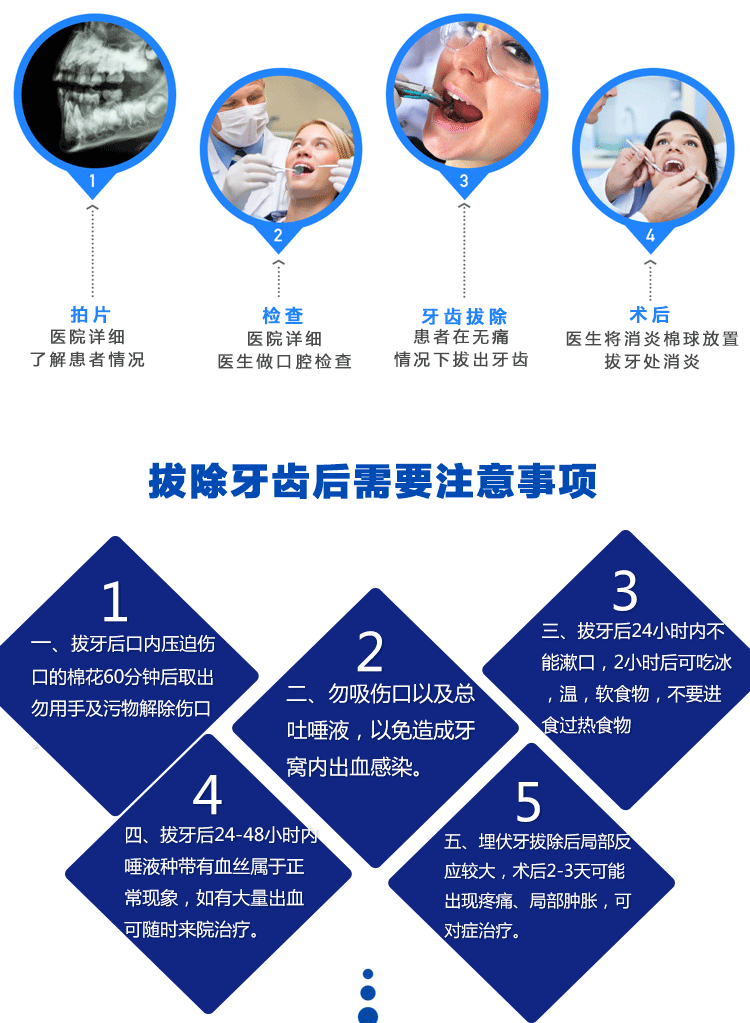 1
2
3
4
拍片
医院详细
了解患者情况
检查
医院详细
医生做口腔检查
牙齿拔除
患者在无痛
情况下拔出牙齿
术后
医生将消炎棉球放置
拔牙处消炎
拔除牙齿后需要注意事项
1
一、拔牙后口内压迫伤
口的棉花60分钟后取出
勿用手及污物解除伤口
2
二、勿吸伤口以及总
吐唾液，以免造成牙
窝内出血感染。
3
三、拔牙后24小时内不
能漱口，2小时后可吃冰
，温，软食物，不要进
食过热食物
4
四、拔牙后24-48小时内
唾液种带有血丝属于正
常现象，如有大量出血
可随时来院治疗。
5
五、埋伏牙拔除后局部反
应较大，术后2-3天可能
出现疼痛、局部肿胀，可
对症治疗。